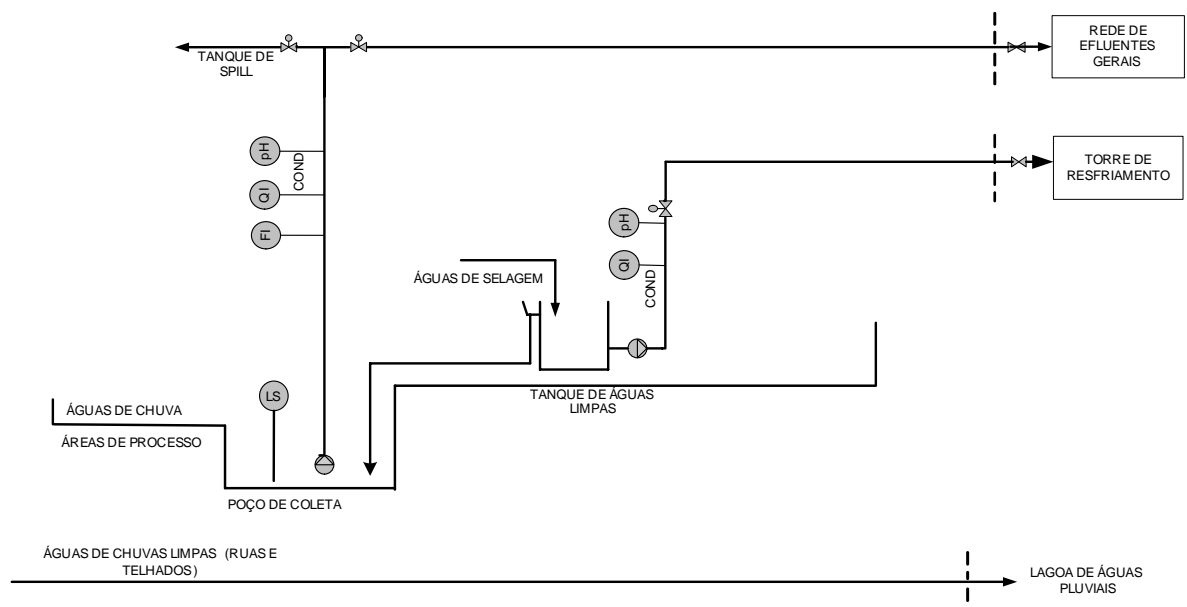 TANQUE DE
SPILL
REDE DE
EFLUENTES
GERAIS
pH
COND
QI
FI
TORRE DE
RESFRIAMENTO
pH
QI
COND
ÁGUAS DE SELAGEM
TANQUE DE ÁGUAS
LIMPAS
LS
ÁGUAS DE CHUVA
ÁREAS DE PROCESSO
POÇO DE COLETA
ÁGUAS DE CHUVAS LIMPAS (RUAS E
TELHADOS)
LAGOA DE ÁGUAS
PLUVIAIS